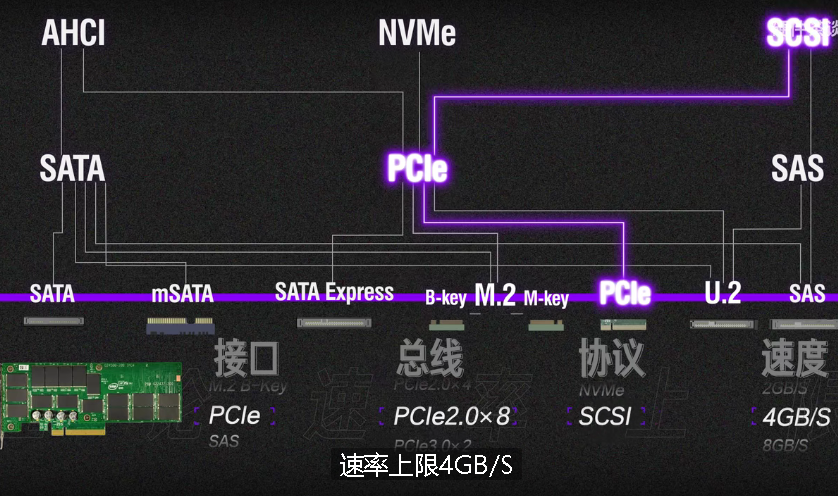 AHCI NVMe SCSI
SATA PCIe SAS
SATA mSATA SATA Express B-key M.2 M-key PCIe U.2 SAS
接口 总线 协议 速度
M.2 B-Key PCIe2.0×4 NVMe 2GB/S
PCIe PCIe2.0×8 SCSI 4GB/S
SAS PCIe3.0×2 8GB/S
速率上限4GB/S